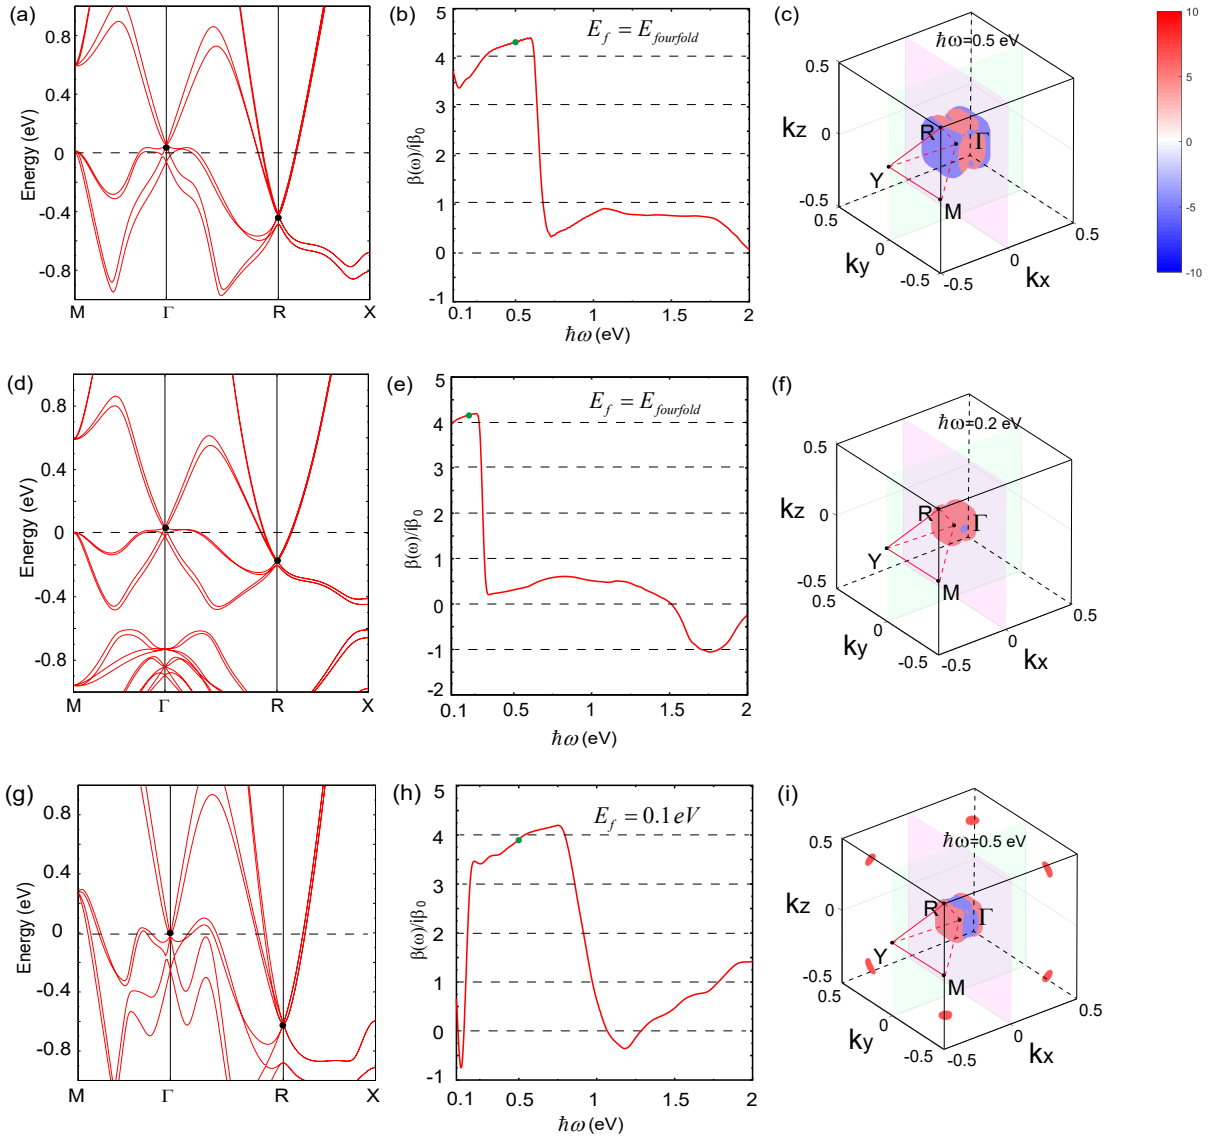 (a)
Energy (eV)
0.8
0.4
0
-0.4
-0.8
M Γ R X
(b)
E_f = E_fourfold
β(ω)/iβ₀
5
4
3
2
1
0
-1
0.1 0.5 1 1.5 2
ħω (eV)
(c)
ħω=0.5 eV
0.5
kz 0
-0.5
R Γ
Y
M
0.5
0
-0.5
ky
-0.5
0
0.5
kx
10
5
0
-5
-10
(d)
Energy (eV)
0.8
0.4
0
-0.4
-0.8
M Γ R X
(e)
E_f = E_fourfold
β(ω)/iβ₀
5
4
3
2
1
0
-1
-2
0.1 0.5 1 1.5 2
ħω (eV)
(f)
ħω=0.2 eV
0.5
kz 0
-0.5
R Γ
Y
M
0.5
0
-0.5
ky
-0.5
0
0.5
kx
(g)
Energy (eV)
0.8
0.4
0
-0.4
-0.8
M Γ R X
(h)
E_f = 0.1 eV
β(ω)/iβ₀
5
4
3
2
1
0
-1
0.1 0.5 1 1.5 2
ħω (eV)
(i)
ħω=0.5 eV
0.5
kz 0
-0.5
R Γ
Y
M
0.5
0
-0.5
ky
-0.5
0
0.5
kx